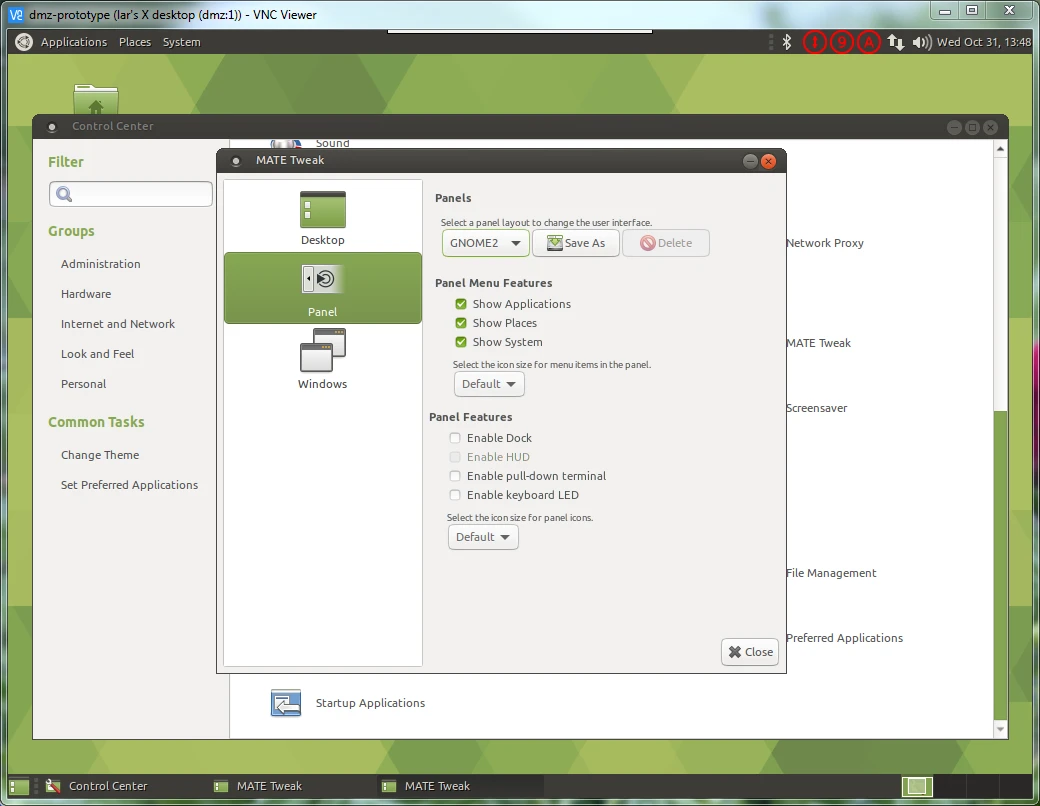 dmz-prototype (lar's X desktop (dmz:1)) - VNC Viewer
Applications Places System
Wed Oct 31, 13:48
Control Center
Filter
Groups
Administration
Hardware
Internet and Network
Look and Feel
Personal
Common Tasks
Change Theme
Set Preferred Applications
Sound
MATE Tweak
Desktop
Panel
Windows
Panels
Select a panel layout to change the user interface.
GNOME2 Save As Delete
Panel Menu Features
Show Applications
Show Places
Show System
Select the icon size for menu items in the panel.
Default
Panel Features
Enable Dock
Enable HUD
Enable pull-down terminal
Enable keyboard LED
Select the icon size for panel icons.
Default
Close
Network Proxy
MATE Tweak
Screensaver
File Management
Preferred Applications
Startup Applications
Control Center MATE Tweak MATE Tweak